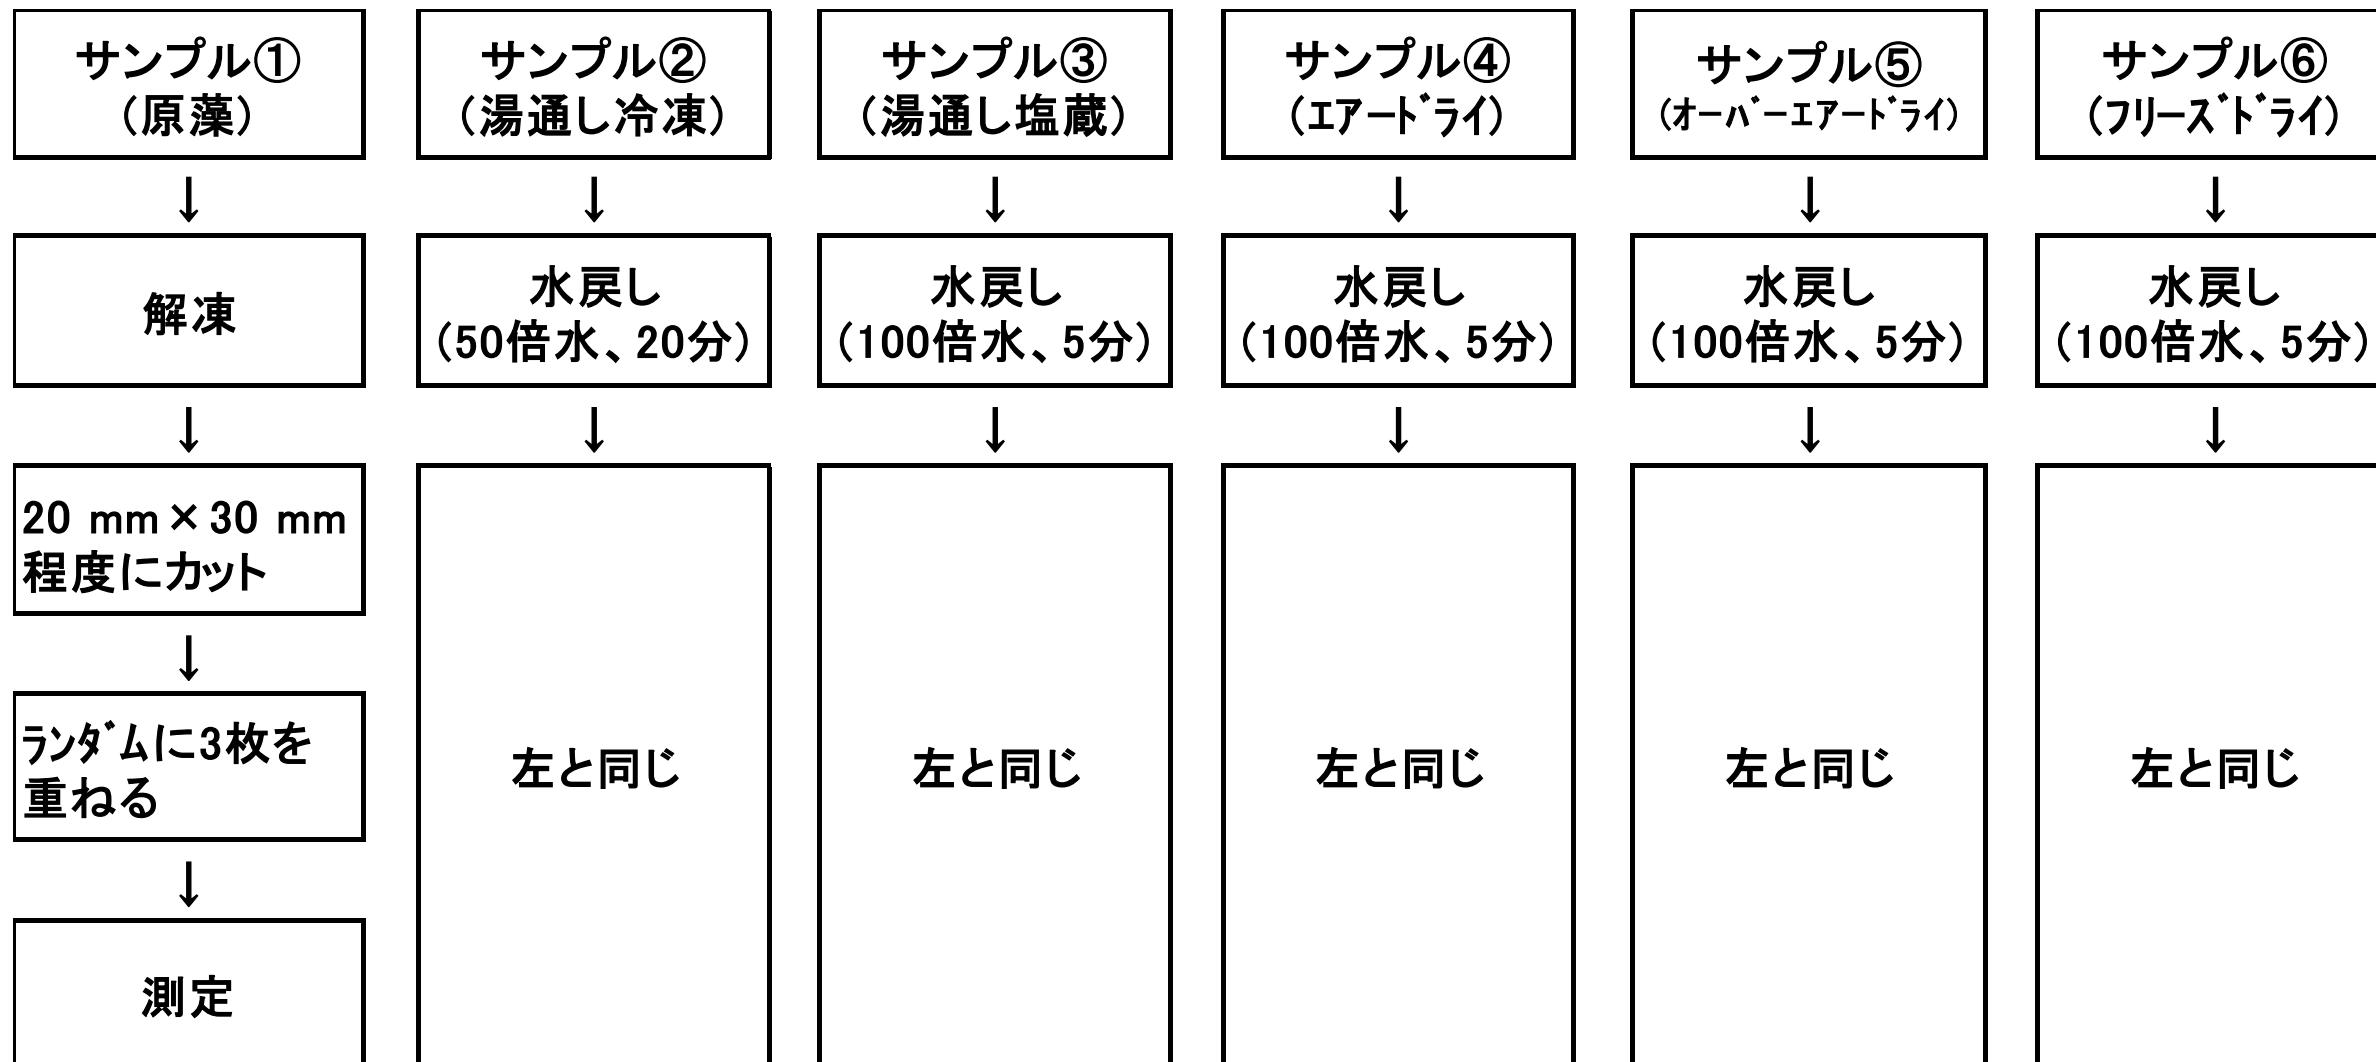 サンプル①
（原藻）
サンプル②
（湯通し冷凍）
サンプル③
（湯通し塩蔵）
サンプル④
（ｴｱｰﾄﾞﾗｲ）
サンプル⑤
（ｵｰﾊﾞｰｴｱｰﾄﾞﾗｲ）
サンプル⑥
（ﾌﾘｰｽﾞﾄﾞﾗｲ）
↓
↓
↓
↓
↓
↓
解凍
水戻し
（50倍水、20分）
水戻し
（100倍水、5分）
水戻し
（100倍水、5分）
水戻し
（100倍水、5分）
水戻し
（100倍水、5分）
↓
↓
↓
↓
↓
↓
20 mm×30 mm
程度にカット
↓
ﾗﾝﾀﾞﾑに3枚を
重ねる
↓
測定
左と同じ
左と同じ
左と同じ
左と同じ
左と同じ